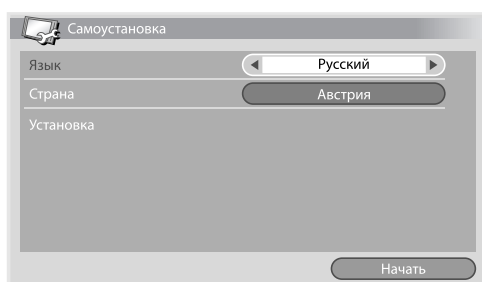 Самоустановка
Язык Русский
Страна Австрия
Установка
Начать